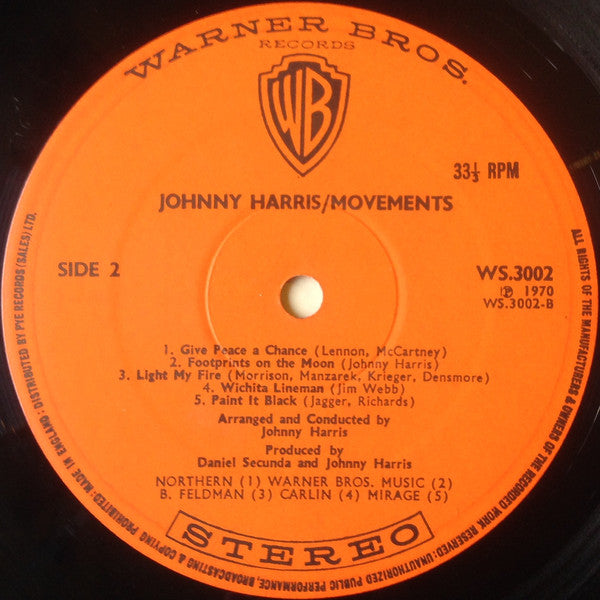 WARNER BROS.
RECORDS
WB
33⅓ RPM
JOHNNY HARRIS/MOVEMENTS
SIDE 2
WS.3002
℗ 1970
WS.3002-B
1. Give Peace a Chance (Lennon, McCartney)
2. Footprints on the Moon (Johnny Harris)
3. Light My Fire (Morrison, Manzarek, Krieger, Densmore)
4. Wichita Lineman (Jim Webb)
5. Paint It Black (Jagger, Richards)
Arranged and Conducted by
Johnny Harris
Produced by
Daniel Secunda and Johnny Harris
NORTHERN (1) WARNER BROS. MUSIC (2)
B. FELDMAN (3) CARLIN (4) MIRAGE (5)
STEREO
ALL RIGHTS OF THE MANUFACTURERS & OWNERS OF THE RECORDED WORK RESERVED: UNAUTHORIZED PUBLIC PERFORMANCE, BROADCASTING & COPYING PROHIBITED: MADE IN ENGLAND: DISTRIBUTED BY PYE RECORDS (SALES) LTD.